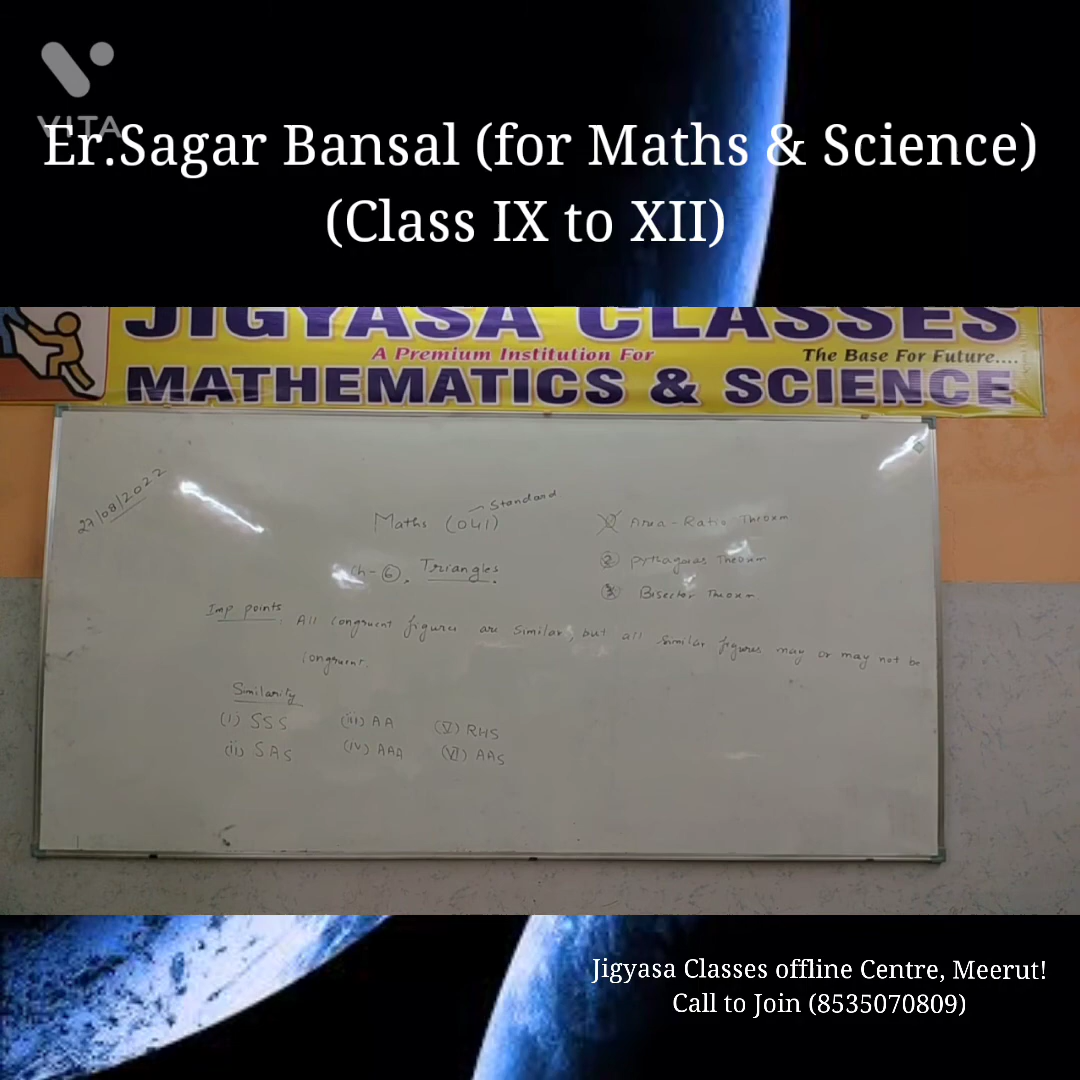 VITA
Er.Sagar Bansal (for Maths & Science)
(Class IX to XII)
JIGYASA CLASSES
A Premium Institution For
The Base For Future....
MATHEMATICS & SCIENCE
27/08/2022
Standard
Maths (041)
Ch-6, Triangles.
1 Area-Ratio Theorm
2 Pythagoras Theorm
3 Bisector Theorm.
Imp points: All congruent figures are similar, but all similar figures may or may not be
congruent.
Similarity
(i) SSS (iii) AA (V) RHS
(ii) SAS (iv) AAA (VI) AAS
Jigyasa Classes offline Centre, Meerut!
Call to Join (8535070809)